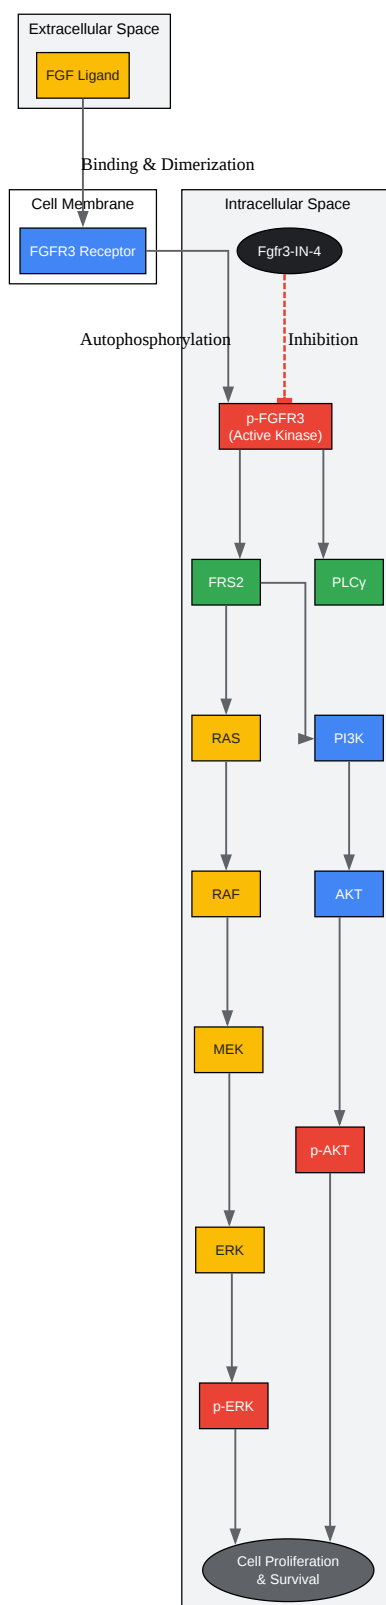 Extracellular Space
FGF Ligand
Binding & Dimerization
Cell Membrane
Intracellular Space
FGFR3 Receptor
Fgfr3-IN-4
Autophosphorylation
Inhibition
p-FGFR3
(Active Kinase)
FRS2
PLCγ
RAS
PI3K
RAF
AKT
MEK
p-AKT
ERK
p-ERK
Cell Proliferation
& Survival